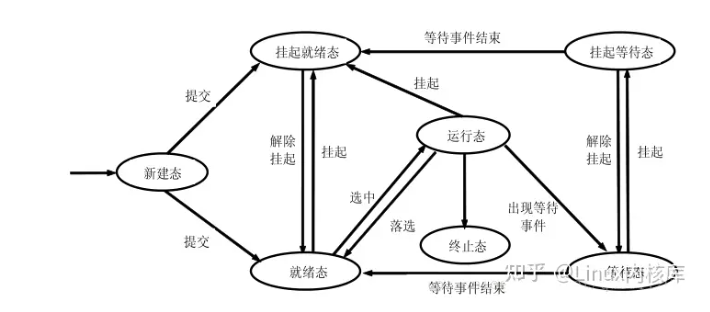 等待事件结束
挂起就绪态
挂起等待态
挂起
提交
运行态
解除
挂起
挂起
解除
挂起
挂起
新建态
选中
出现等待
事件
落选
提交
终止态
就绪态
等待态
知乎 @Linux内核库
等待事件结束